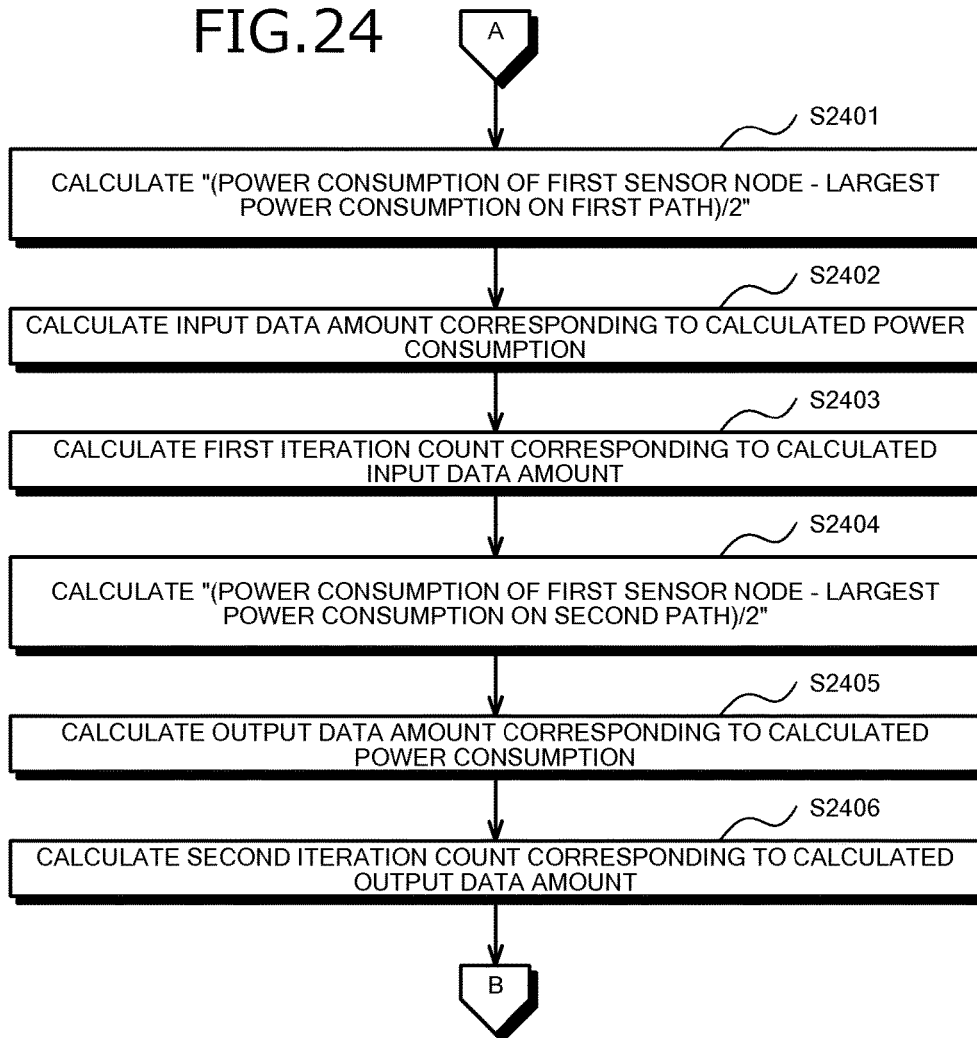 FIG.24
A
S2401
CALCULATE "(POWER CONSUMPTION OF FIRST SENSOR NODE - LARGEST
POWER CONSUMPTION ON FIRST PATH)/2"
S2402
CALCULATE INPUT DATA AMOUNT CORRESPONDING TO CALCULATED POWER
CONSUMPTION
S2403
CALCULATE FIRST ITERATION COUNT CORRESPONDING TO CALCULATED
INPUT DATA AMOUNT
S2404
CALCULATE "(POWER CONSUMPTION OF FIRST SENSOR NODE - LARGEST
POWER CONSUMPTION ON SECOND PATH)/2"
S2405
CALCULATE OUTPUT DATA AMOUNT CORRESPONDING TO CALCULATED
POWER CONSUMPTION
S2406
CALCULATE SECOND ITERATION COUNT CORRESPONDING TO CALCULATED
OUTPUT DATA AMOUNT
B